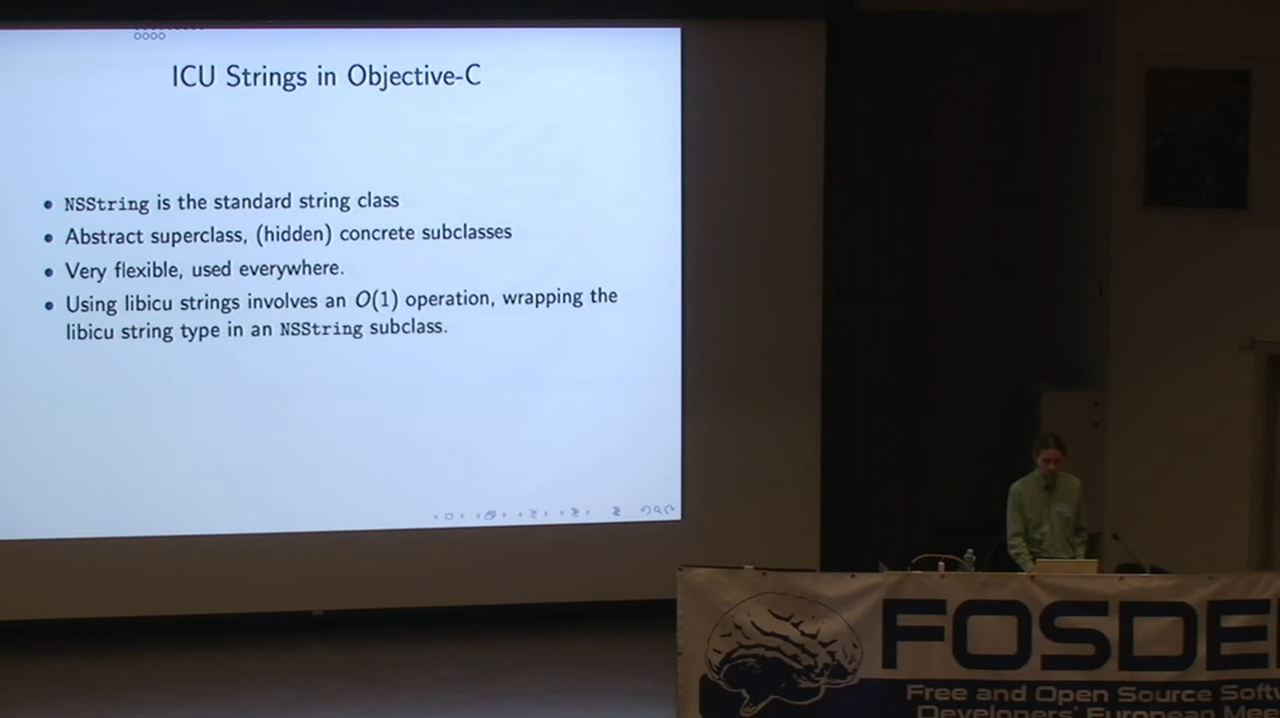 ICU Strings in Objective-C
• NSString is the standard string class
• Abstract superclass, (hidden) concrete subclasses
• Very flexible, used everywhere.
• Using libicu strings involves an O(1) operation, wrapping the
libicu string type in an NSString subclass.
FOSDE
Free and Open Source Softw
Developers' European Mee